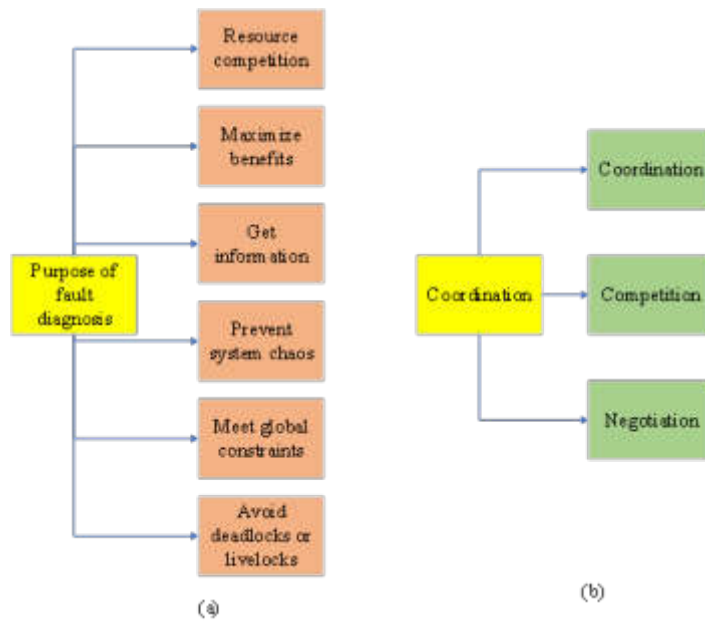 Resource
competition
Maximize
benefits
Get
information
Purpose of
fault
diagnosis
Prevent
system chaos
Meet global
constraints
Avoid
deadlocks or
livelocks
(a)
Coordination
Coordination
Competition
Negotiation
(b)